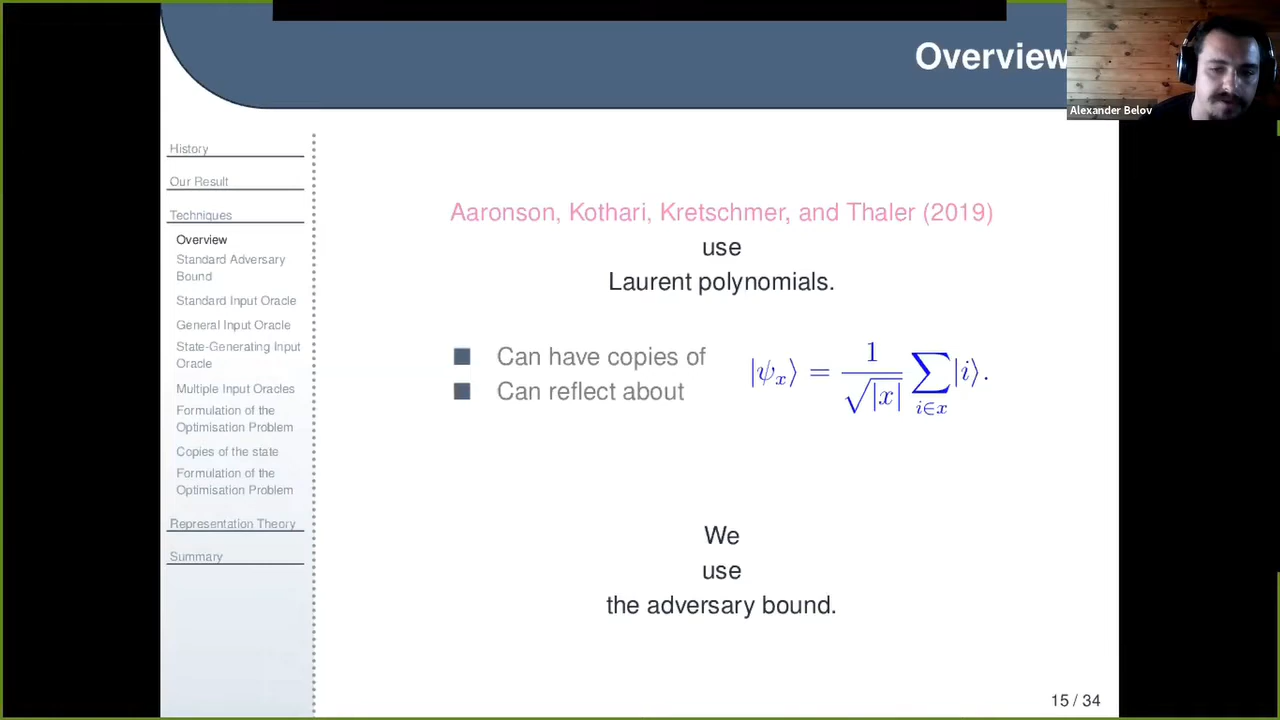 Overview
Alexander Belov
History
Our Result
Techniques
Overview
Standard Adversary
Bound
Standard Input Oracle
General Input Oracle
State-Generating Input
Oracle
Multiple Input Oracles
Formulation of the
Optimisation Problem
Copies of the state
Formulation of the
Optimisation Problem
Representation Theory
Summary
Aaronson, Kothari, Kretschmer, and Thaler (2019)
use
Laurent polynomials.
Can have copies of
Can reflect about
|ψ_x⟩ = 1/√|x| ∑_{i∈x} |i⟩.
We
use
the adversary bound.
15 / 34